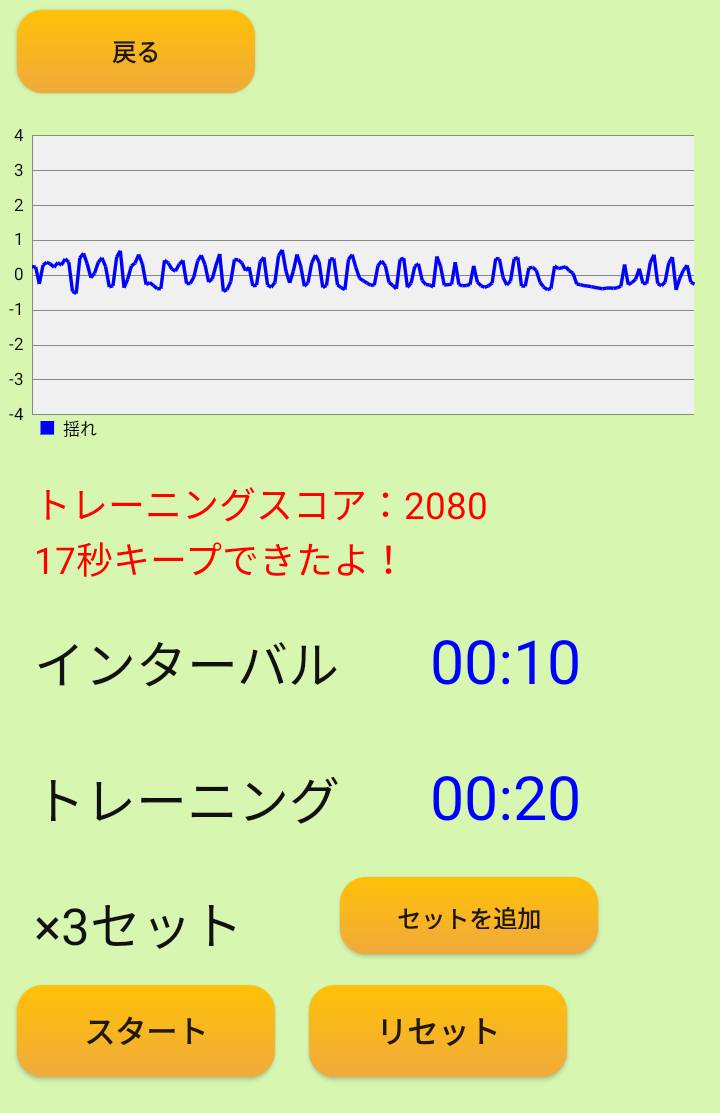 戻る
4
3
2
1
0
-1
-2
-3
-4
揺れ
トレーニングスコア：2080
17秒キープできたよ！
インターバル 00:10
トレーニング 00:20
×3セット セットを追加
スタート リセット